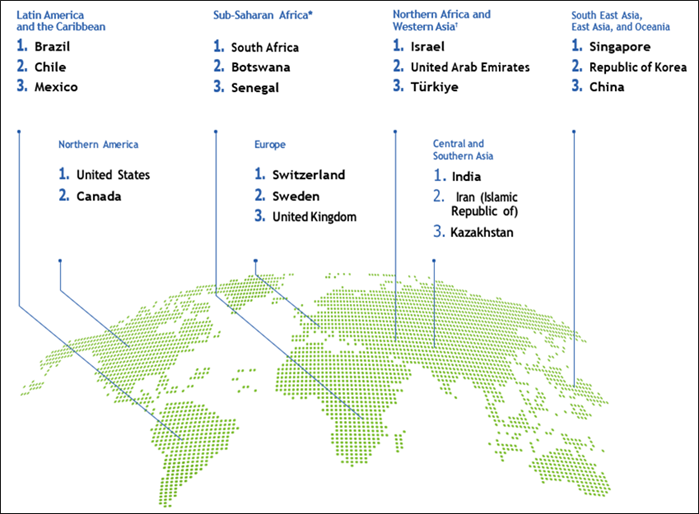 Latin America
and the Caribbean
1. Brazil
2. Chile
3. Mexico
Sub-Saharan Africa*
1. South Africa
2. Botswana
3. Senegal
Northern Africa and
Western Asia†
1. Israel
2. United Arab Emirates
3. Türkiye
South East Asia,
East Asia, and Oceania
1. Singapore
2. Republic of Korea
3. China
Northern America
1. United States
2. Canada
Europe
1. Switzerland
2. Sweden
3. United Kingdom
Central and
Southern Asia
1. India
2. Iran (Islamic
Republic of)
3. Kazakhstan